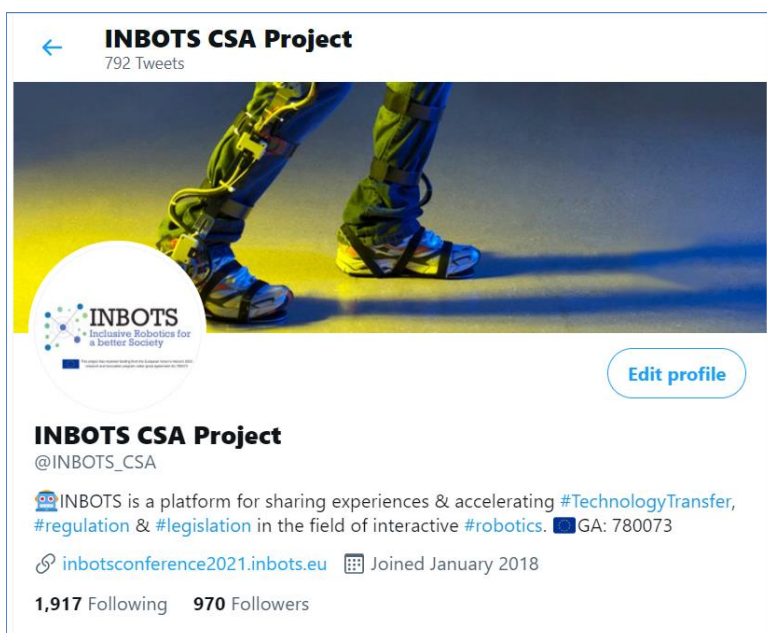 INBOTS CSA Project
792 Tweets
INBOTS
Inclusive Robotics for
a better Society
Edit profile
INBOTS CSA Project
@INBOTS_CSA
INBOTS is a platform for sharing experiences & accelerating #TechnologyTransfer,
#regulation & #legislation in the field of interactive #robotics. GA: 780073
inbotsconference2021.inbots.eu Joined January 2018
1,917 Following 970 Followers